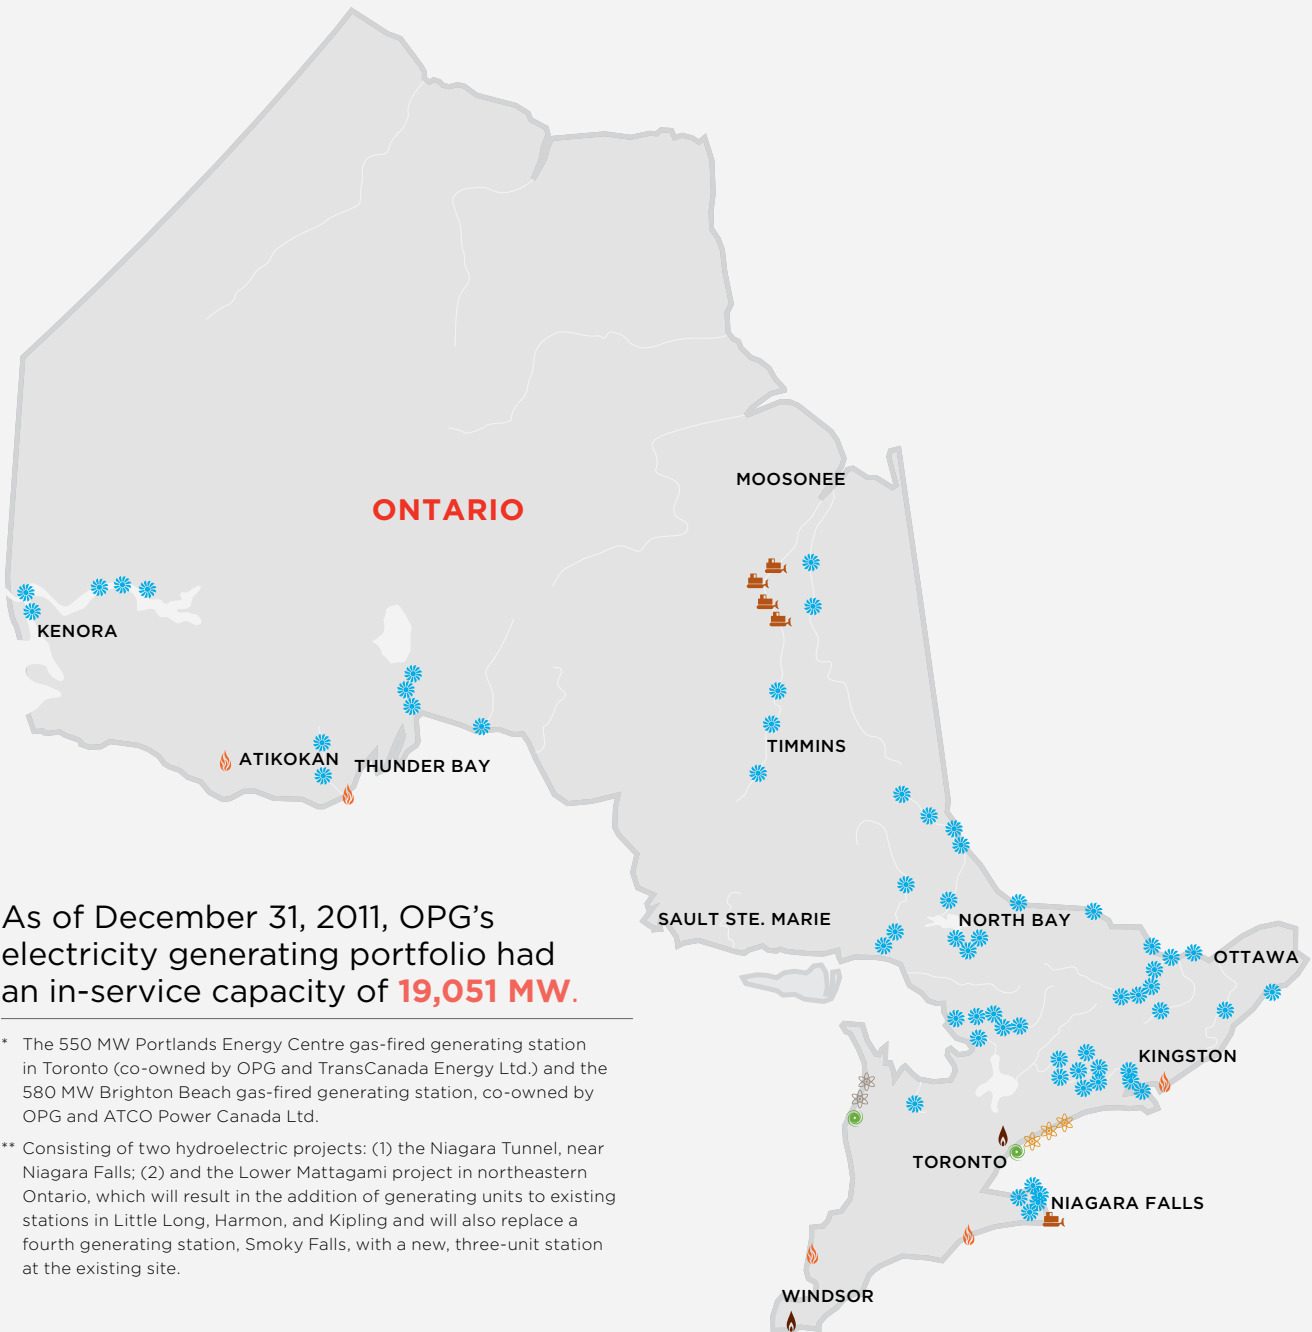 MOOSONEE
ONTARIO
KENORA
TIMMINS
ATIKOKAN
THUNDER BAY
SAULT STE. MARIE
NORTH BAY
OTTAWA
KINGSTON
TORONTO
NIAGARA FALLS
WINDSOR
As of December 31, 2011, OPG’s
electricity generating portfolio had
an in-service capacity of 19,051 MW.
* The 550 MW Portlands Energy Centre gas-fired generating station
in Toronto (co-owned by OPG and TransCanada Energy Ltd.) and the
580 MW Brighton Beach gas-fired generating station, co-owned by
OPG and ATCO Power Canada Ltd.
** Consisting of two hydroelectric projects: (1) the Niagara Tunnel, near
Niagara Falls; (2) and the Lower Mattagami project in northeastern
Ontario, which will result in the addition of generating units to existing
stations in Little Long, Harmon, and Kipling and will also replace a
fourth generating station, Smoky Falls, with a new, three-unit station
at the existing site.